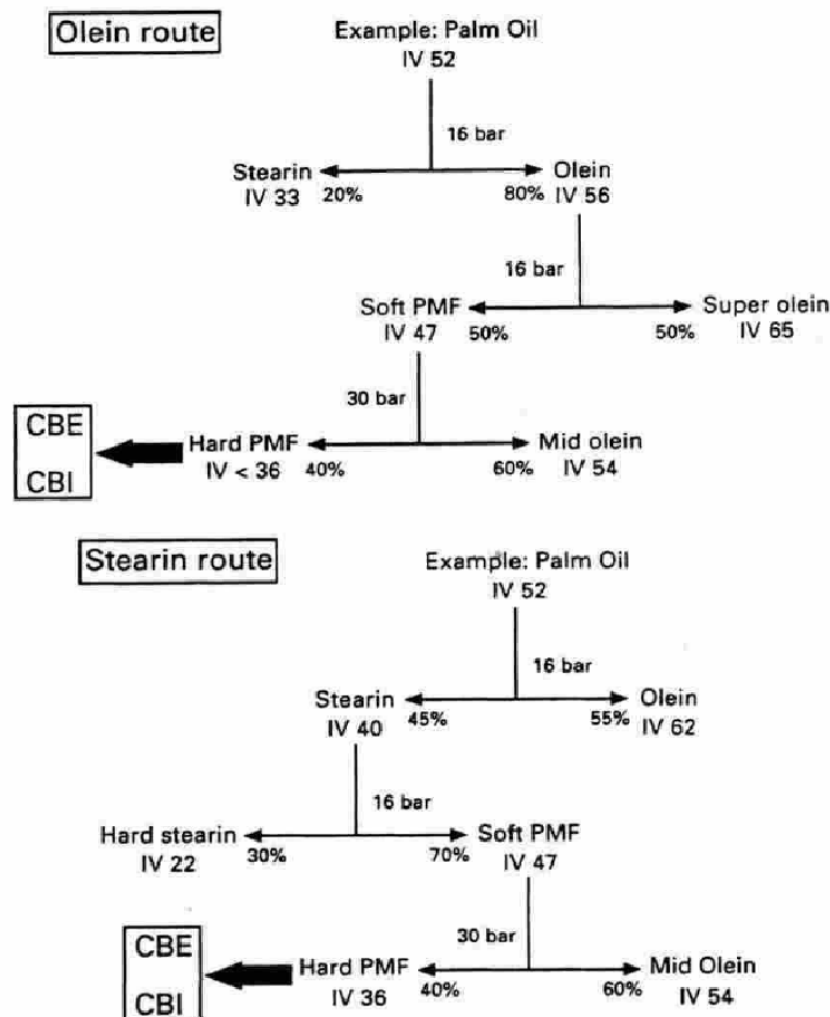 Olein route
Example: Palm Oil
IV 52
16 bar
Stearin Olein
IV 33 20% 80% IV 56
16 bar
Soft PMF Super olein
IV 47 50% 50% IV 65
30 bar
CBE
Hard PMF Mid olein
IV < 36 40% 60% IV 54
CBI
Stearin route
Example: Palm Oil
IV 52
16 bar
Stearin Olein
IV 40 45% 55% IV 62
16 bar
Hard stearin Soft PMF
IV 22 30% 70% IV 47
30 bar
CBE
Hard PMF Mid Olein
IV 36 40% 60% IV 54
CBI